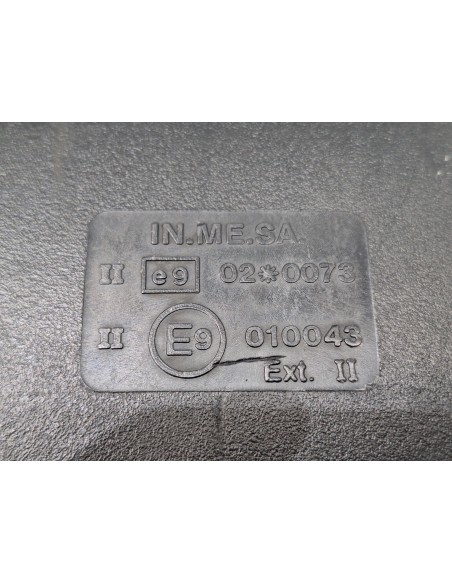 IN.ME.SA
II e9 02*0073
II E9 010043
Ext. II